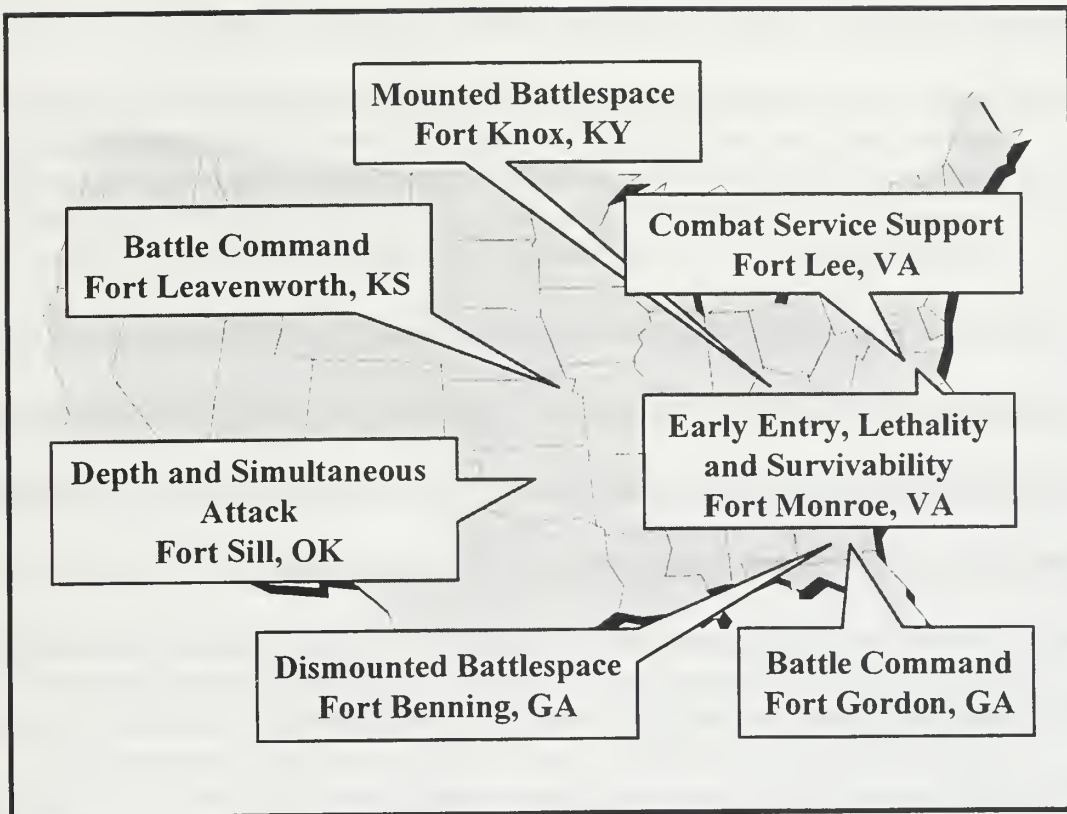 Mounted Battlespace
Fort Knox, KY
Combat Service Support
Fort Lee, VA
Battle Command
Fort Leavenworth, KS
Early Entry, Lethality
and Survivability
Fort Monroe, VA
Depth and Simultaneous
Attack
Fort Sill, OK
Dismounted Battlespace
Fort Benning, GA
Battle Command
Fort Gordon, GA